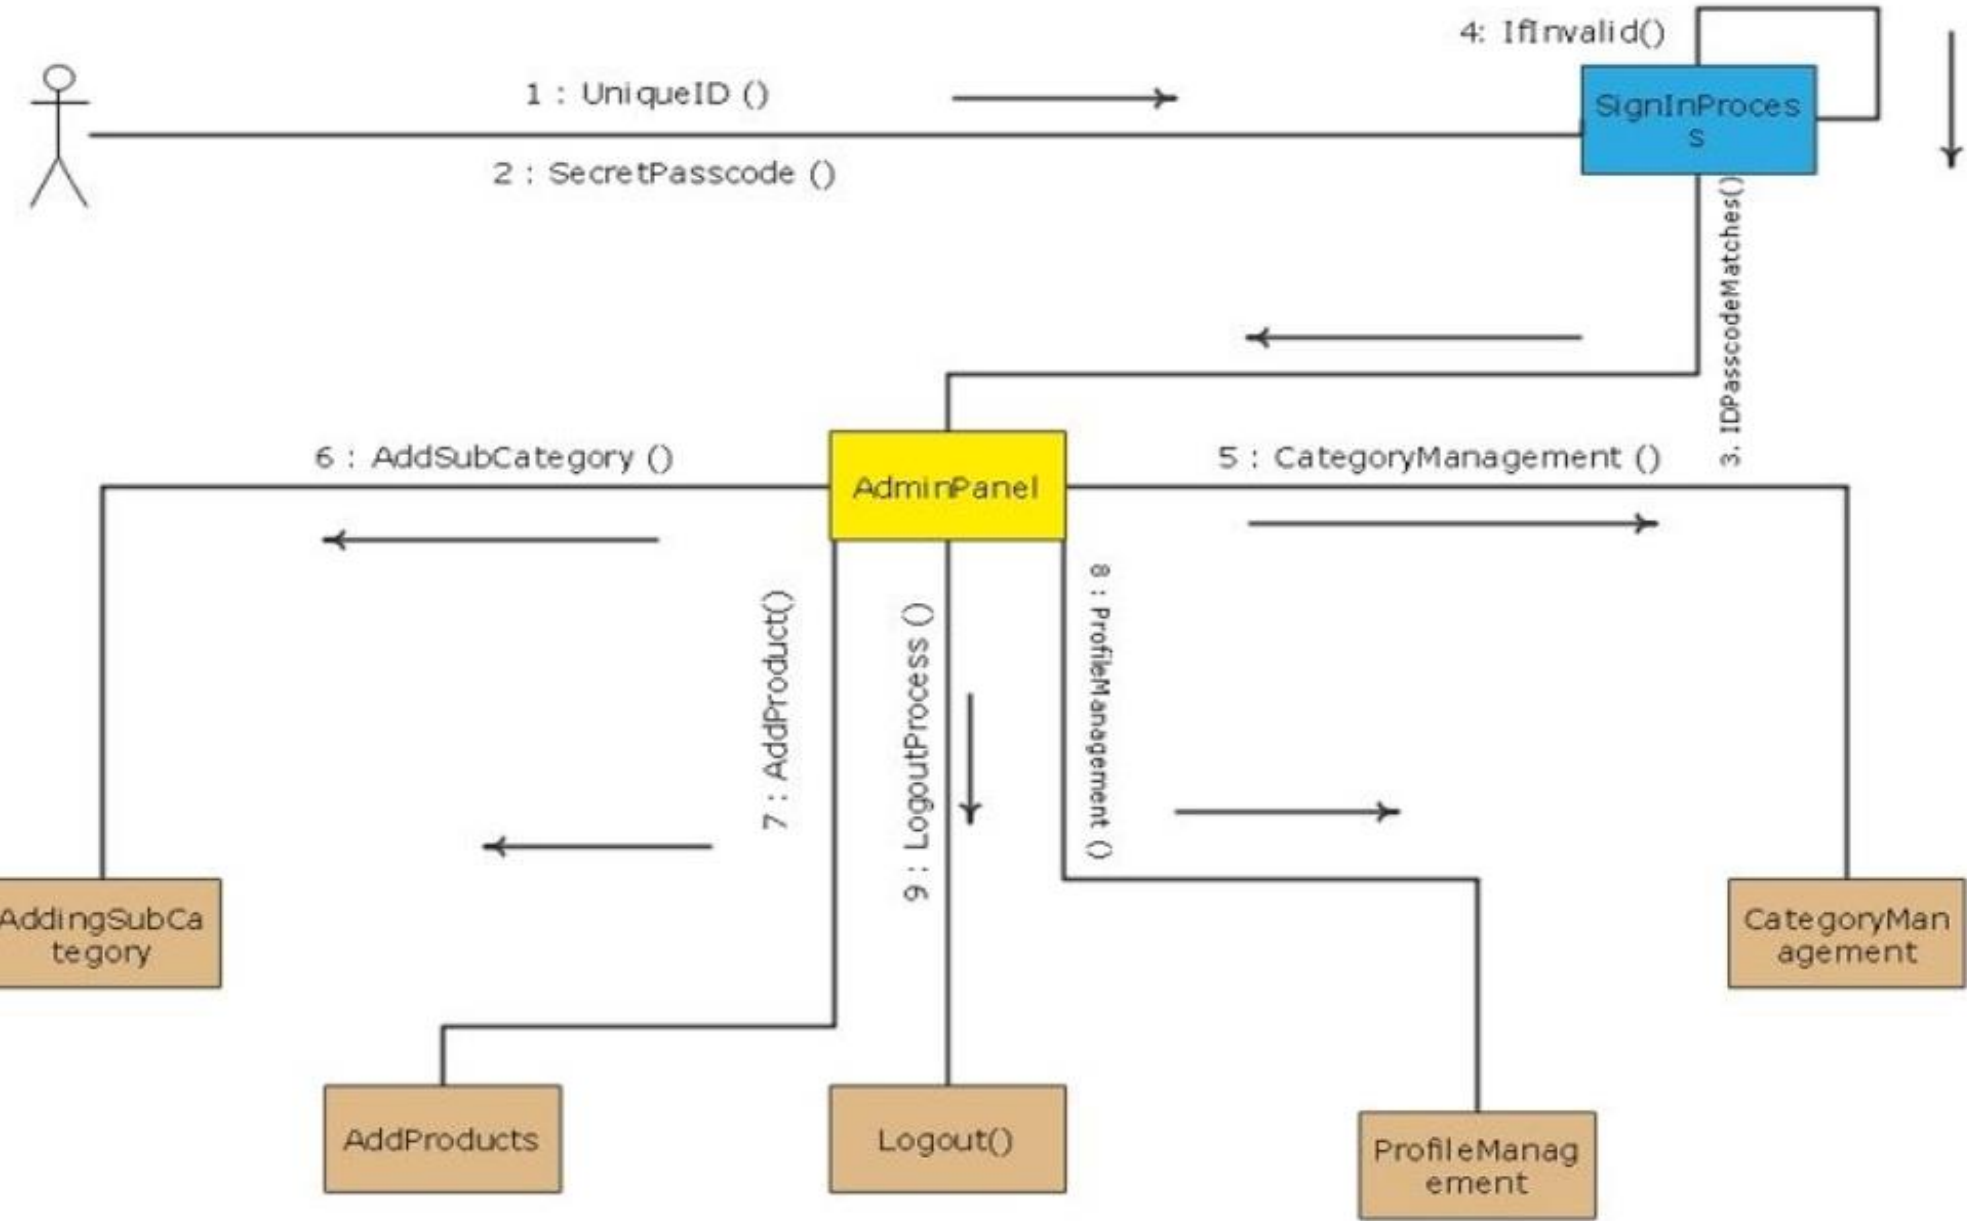 4: IfInvalid()
1 : UniqueID ()
SignInProces
s
2 : SecretPasscode ()
3. IDPasscodeMatches()
6 : AddSubCategory ()
5 : CategoryManagement ()
AdminPanel
7 : AddProduct()
9 : LogoutProcess ()
8 : ProfileManagement ()
AddingSubCa
tegory
CategoryMan
agement
AddProducts
Logout()
ProfileManag
ement